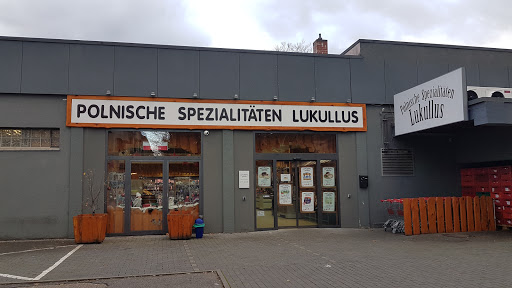 POLNISCHE SPEZIALITÄTEN LUKULLUS
Polnische Spezialitäten
Lukullus